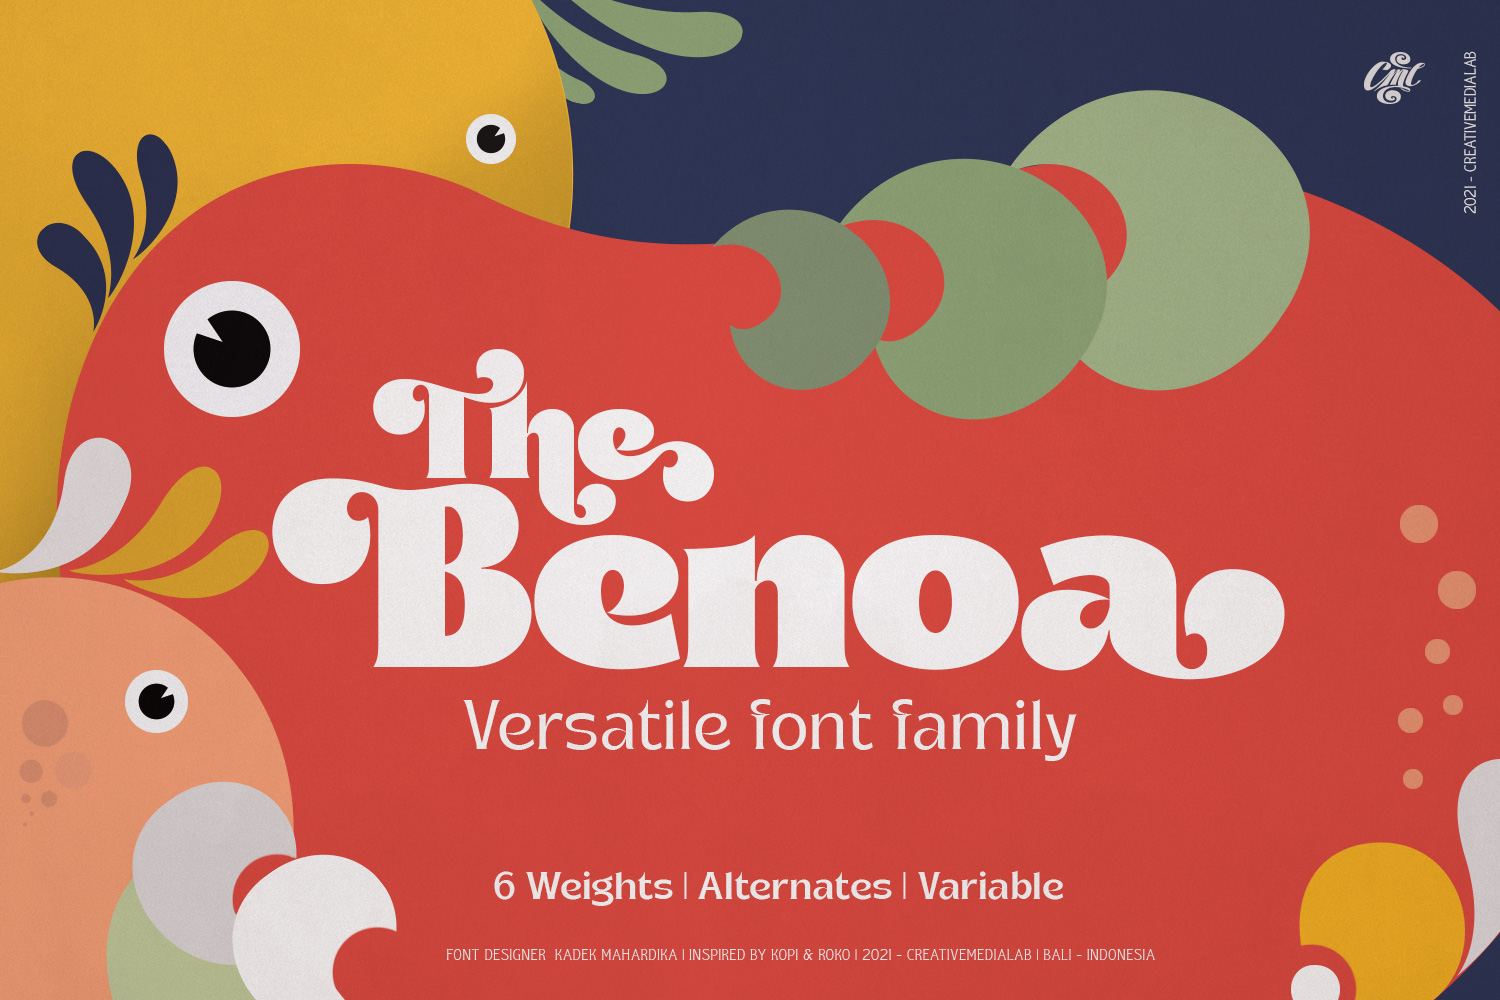 Cml
2021 - CREATIVEMEDIALAB
The
Benoa
Versatile font family
6 Weights | Alternates | Variable
FONT DESIGNER KADEK MAHARDIKA | INSPIRED BY KOPI & ROKO | 2021 - CREATIVEMEDIALAB | BALI - INDONESIA